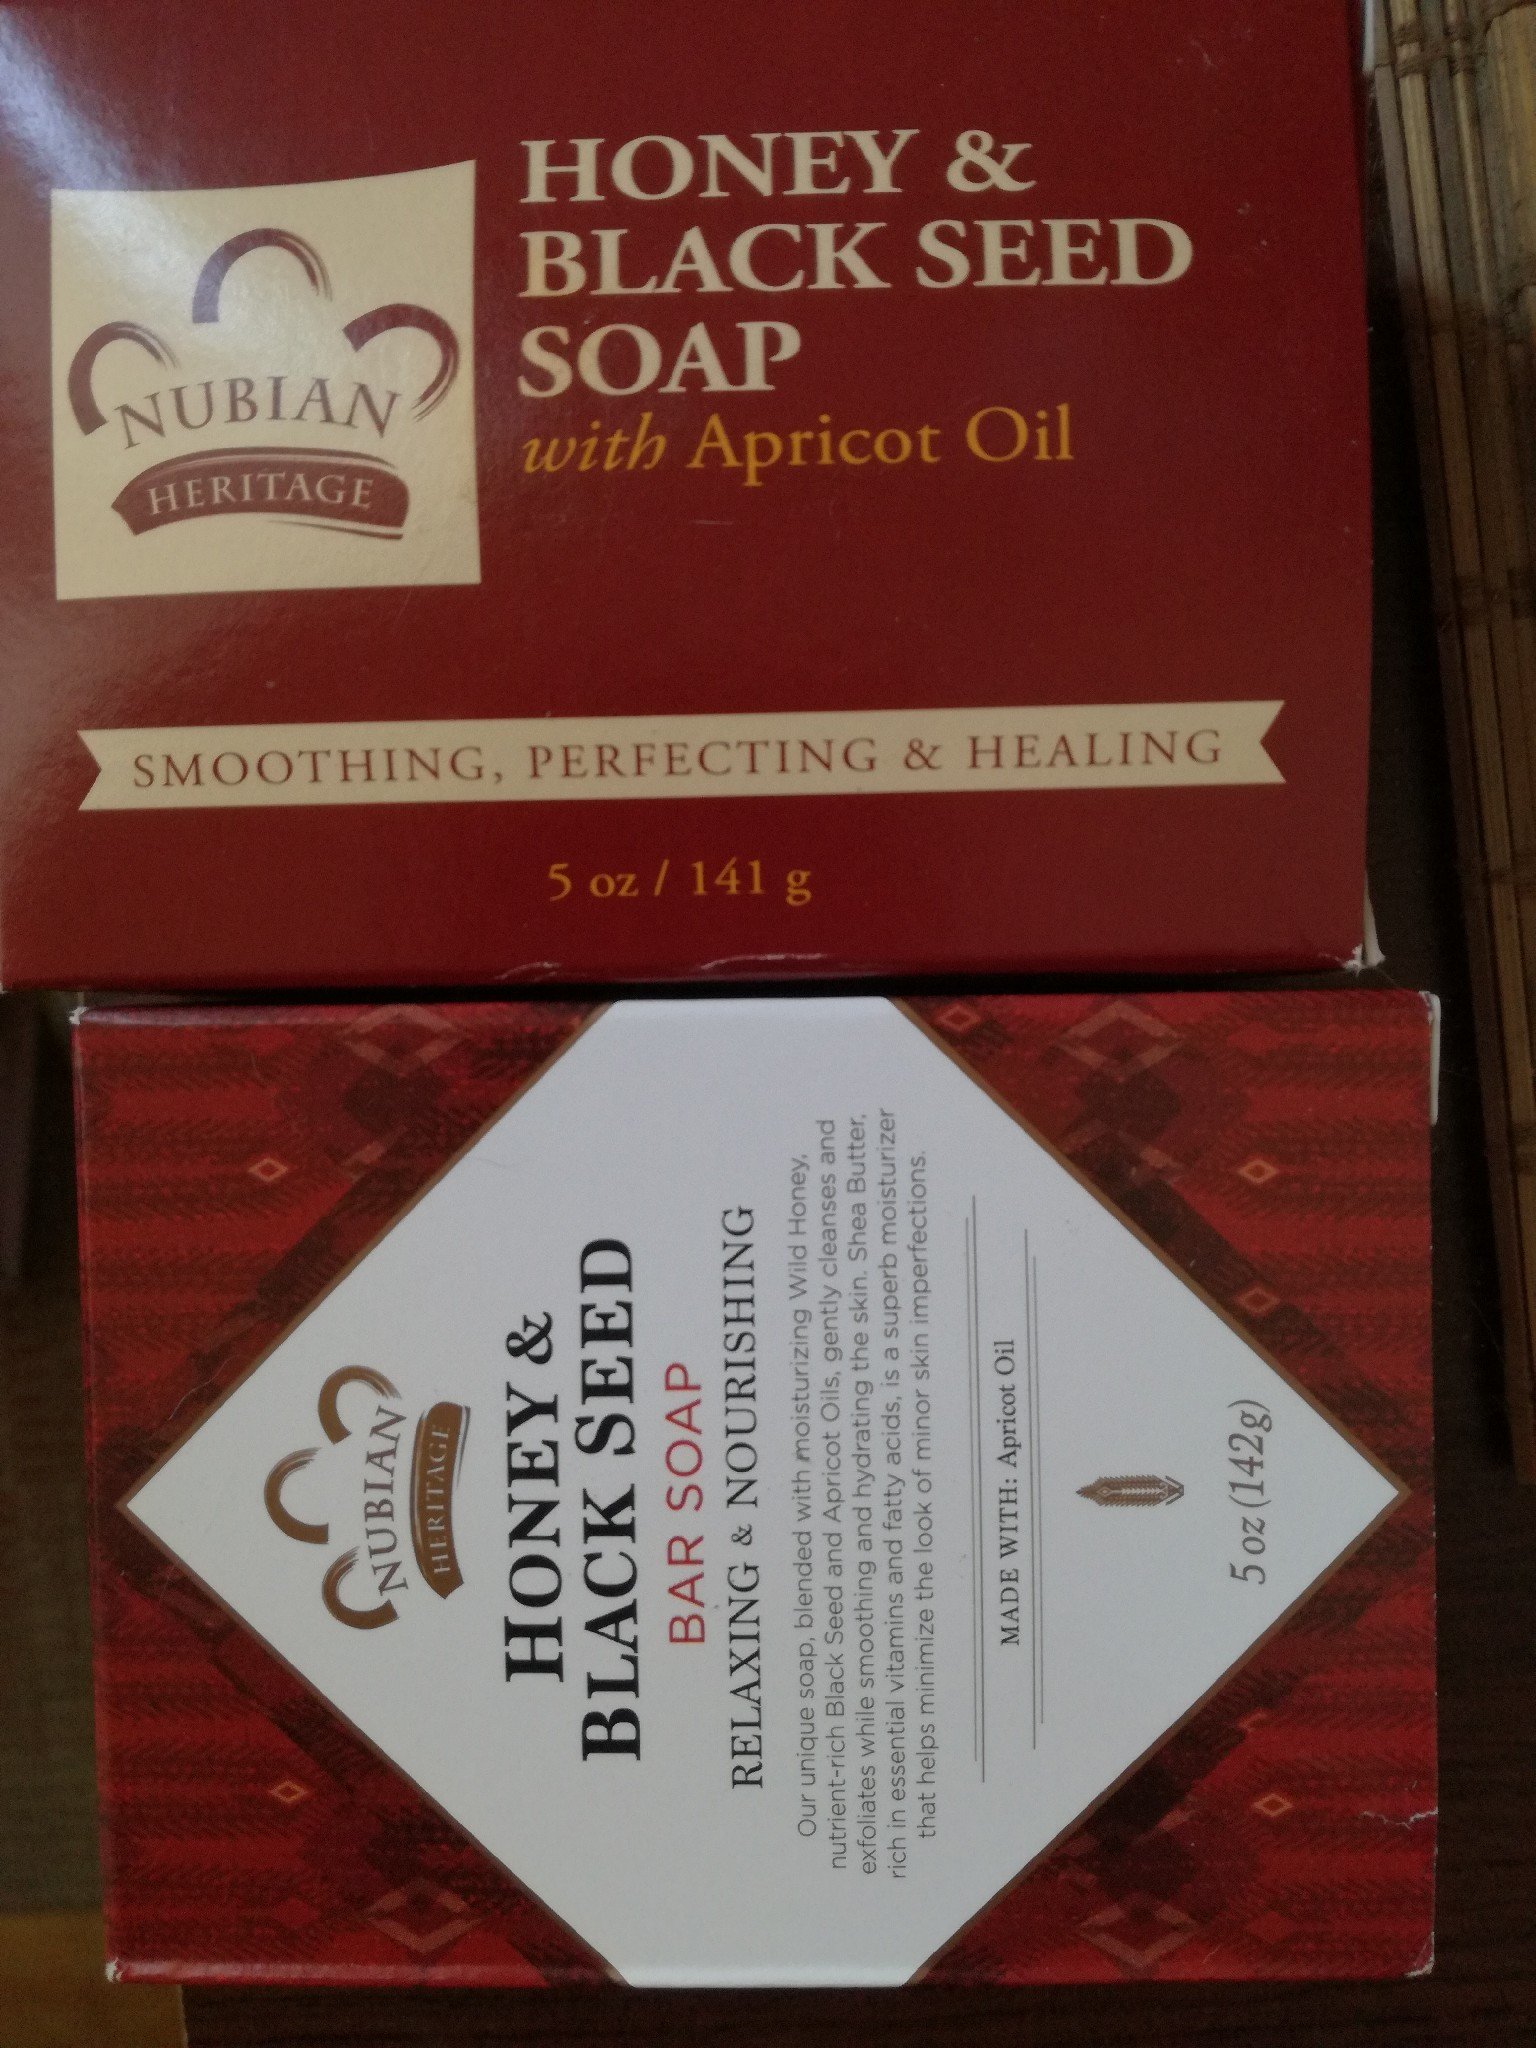 NUBIAN
HERITAGE
HONEY &
BLACK SEED
SOAP
with Apricot Oil
SMOOTHING, PERFECTING & HEALING
5 oz / 141 g
NUBIAN
HERITAGE
HONEY &
BLACK SEED
BAR SOAP
RELAXING & NOURISHING
Our unique soap, blended with moisturizing Wild Honey,
nutrient-rich Black Seed and Apricot Oils, gently cleanses and
exfoliates while smoothing and hydrating the skin. Shea Butter,
rich in essential vitamins and fatty acids, is a superb moisturizer
that helps minimize the look of minor skin imperfections.
MADE WITH: Apricot Oil
5 oz (142g)